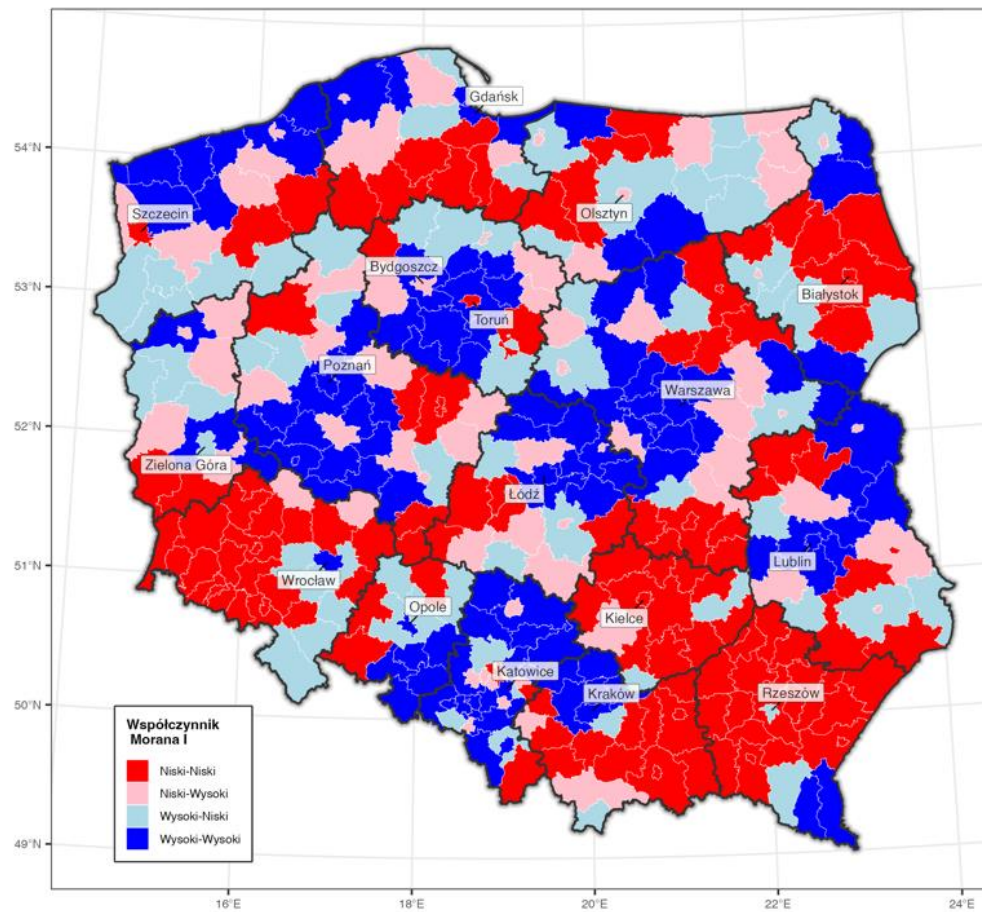 Gdańsk
54°N
Szczecin
Olsztyn
Bydgoszcz
53°N
Białystok
Toruń
Poznań
Warszawa
52°N
Zielona Góra
Łódź
51°N
Lublin
Wrocław
Opole
Kielce
Katowice
Kraków
Rzeszów
50°N
Współczynnik
Morana I
Niski-Niski
Niski-Wysoki
Wysoki-Niski
Wysoki-Wysoki
49°N
16°E
18°E
20°E
22°E
24°E